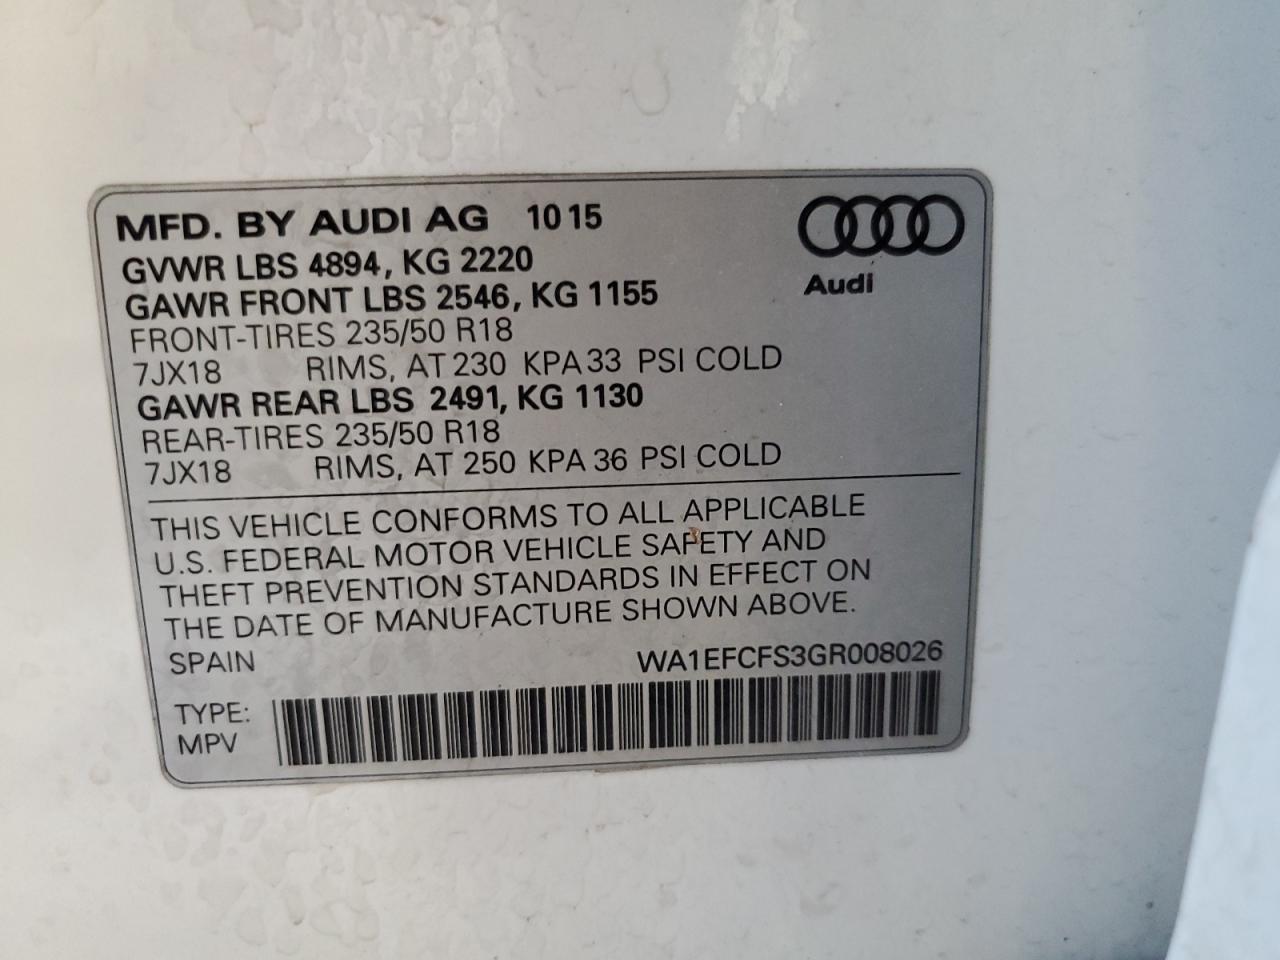 MFD. BY AUDI AG 10 15
GVWR LBS 4894, KG 2220
GAWR FRONT LBS 2546, KG 1155
FRONT-TIRES 235/50 R18
7JX18 RIMS, AT 230 KPA 33 PSI COLD
GAWR REAR LBS 2491, KG 1130
REAR-TIRES 235/50 R18
7JX18 RIMS, AT 250 KPA 36 PSI COLD
Audi
THIS VEHICLE CONFORMS TO ALL APPLICABLE
U.S. FEDERAL MOTOR VEHICLE SAFETY AND
THEFT PREVENTION STANDARDS IN EFFECT ON
THE DATE OF MANUFACTURE SHOWN ABOVE.
SPAIN WA1EFCFS3GR008026
TYPE:
MPV